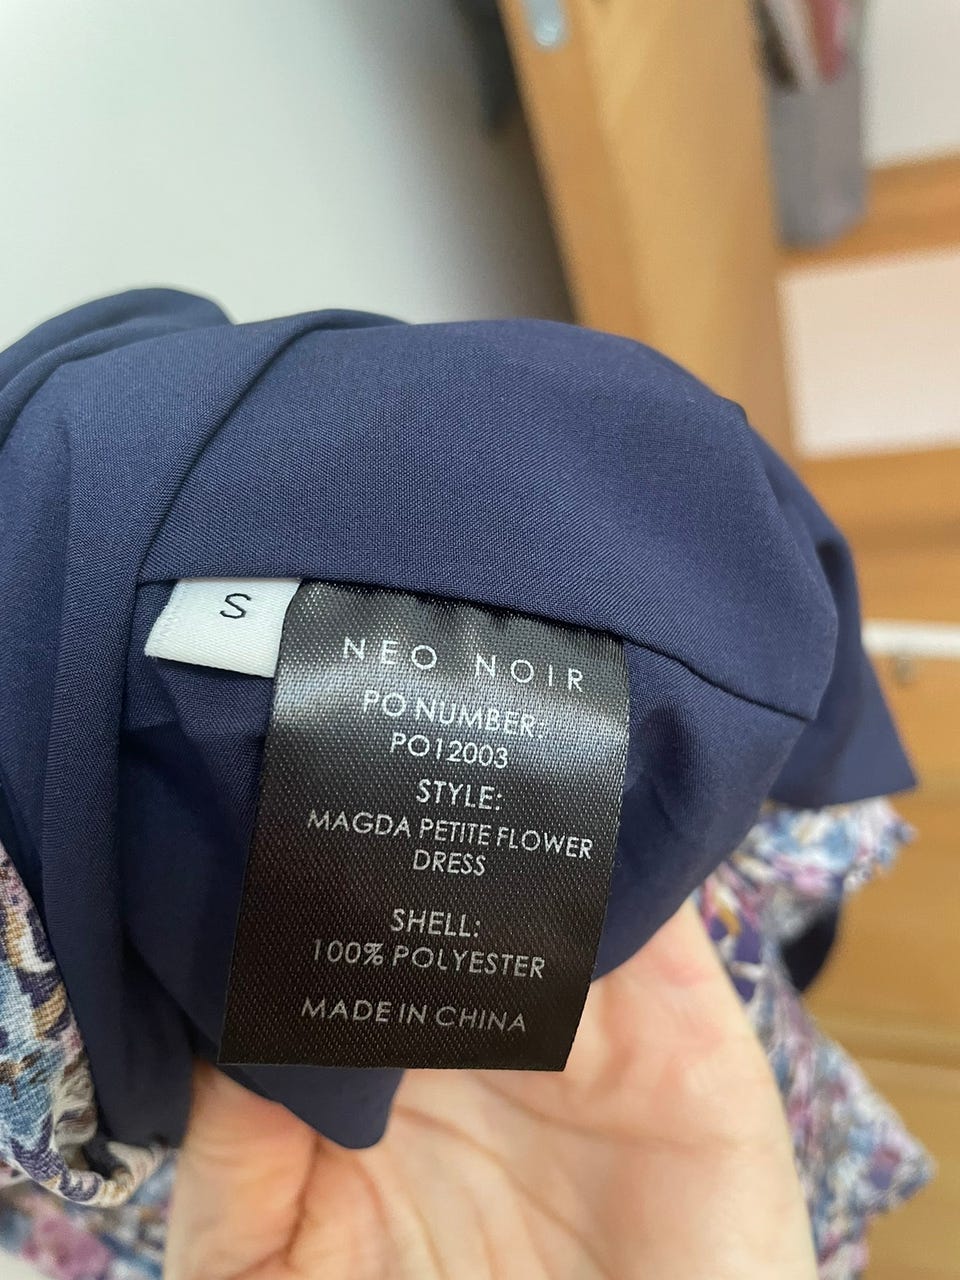 S
NEO NOIR
PO NUMBER:
PO12003
STYLE:
MAGDA PETITE FLOWER
DRESS
SHELL:
100% POLYESTER
MADE IN CHINA